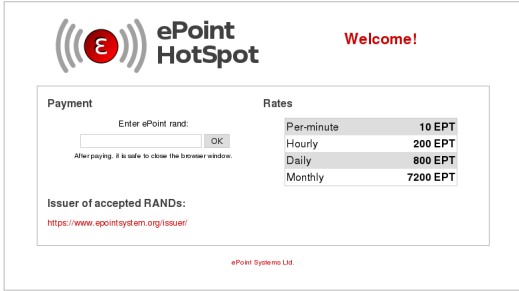 ε
ePoint
HotSpot
Welcome!
Payment
Enter ePoint rand:
OK
After paying, it is safe to close the browser window.
Rates
Per-minute 10 EPT
Hourly 200 EPT
Daily 800 EPT
Monthly 7200 EPT
Issuer of accepted RANDs:
https://www.epointsystem.org/issuer/
ePoint Systems Ltd.